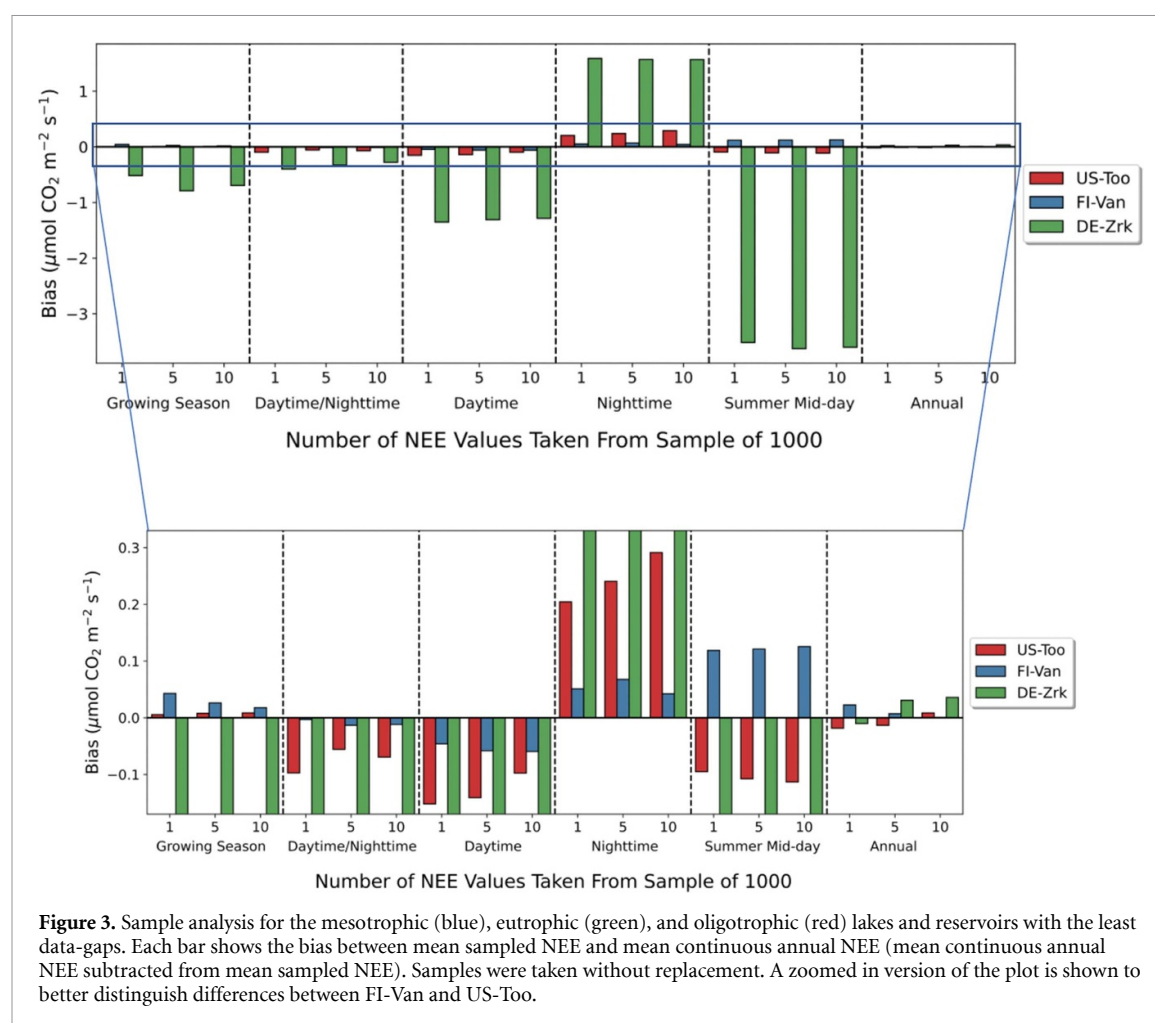 1
0
−1
−2
−3
Bias (μmol CO₂ m⁻² s⁻¹)
US-Too
FI-Van
DE-Zrk
1 5 10 1 5 10 1 5 10 1 5 10 1 5 10 1 5 10
Growing Season Daytime/Nighttime Daytime Nighttime Summer Mid-day Annual
Number of NEE Values Taken From Sample of 1000
0.3
0.2
0.1
0.0
−0.1
Bias (μmol CO₂ m⁻² s⁻¹)
US-Too
FI-Van
DE-Zrk
1 5 10 1 5 10 1 5 10 1 5 10 1 5 10 1 5 10
Growing Season Daytime/Nighttime Daytime Nighttime Summer Mid-day Annual
Number of NEE Values Taken From Sample of 1000
Figure 3. Sample analysis for the mesotrophic (blue), eutrophic (green), and oligotrophic (red) lakes and reservoirs with the least
data-gaps. Each bar shows the bias between mean sampled NEE and mean continuous annual NEE (mean continuous annual
NEE subtracted from mean sampled NEE). Samples were taken without replacement. A zoomed in version of the plot is shown to
better distinguish differences between FI-Van and US-Too.